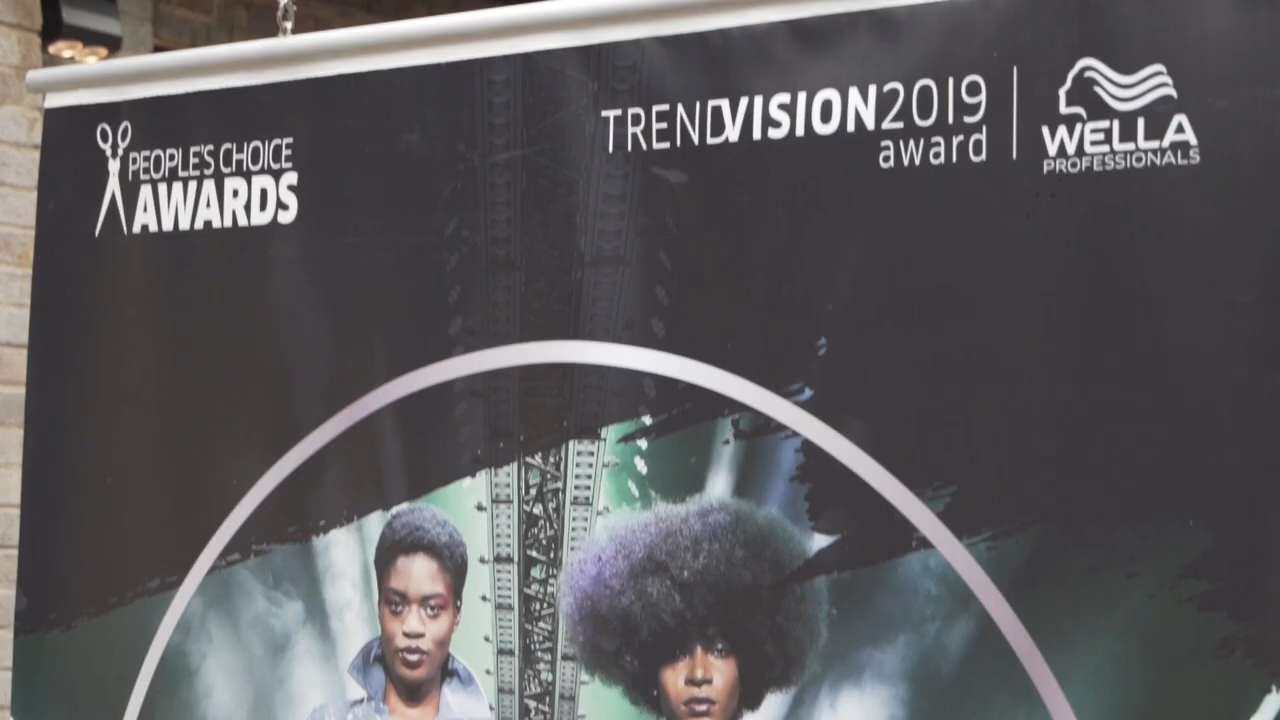 PEOPLE'S CHOICE
AWARDS
TRENDVISION2019
award
WELLA
PROFESSIONALS